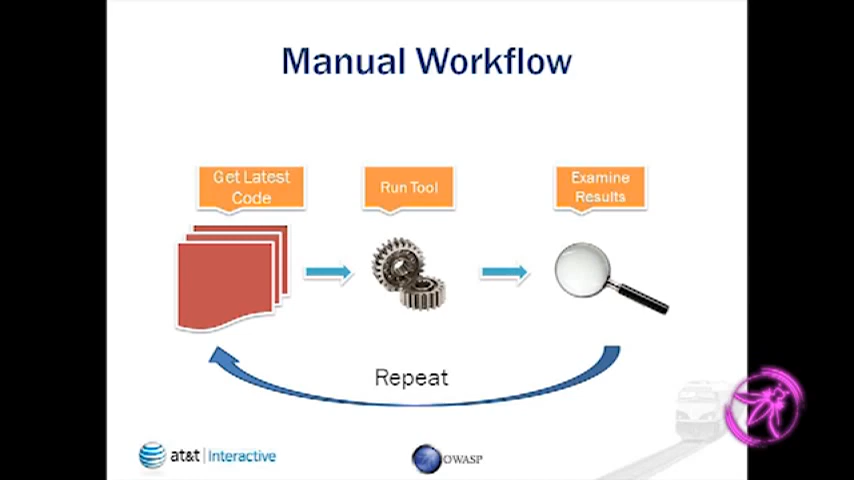 Manual Workflow
Get Latest
Code
Run Tool
Examine
Results
Repeat
at&t | Interactive
OWASP